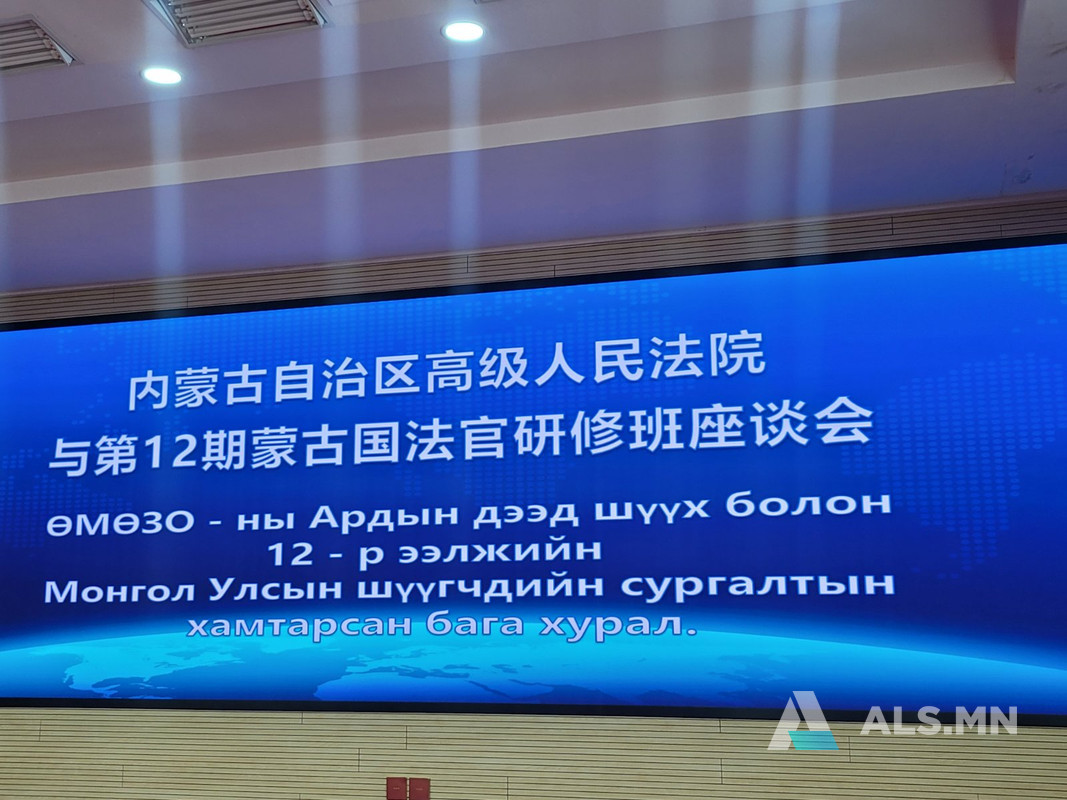 内蒙古自治区高级人民法院
与第12期蒙古国法官研修班座谈会
ӨМӨЗО - ны Ардын дээд шүүх болон
12 - р ээлжийн
Монгол Улсын шүүгчдийн сургалтын
хамтарсан бага хурал.
ALS.MN